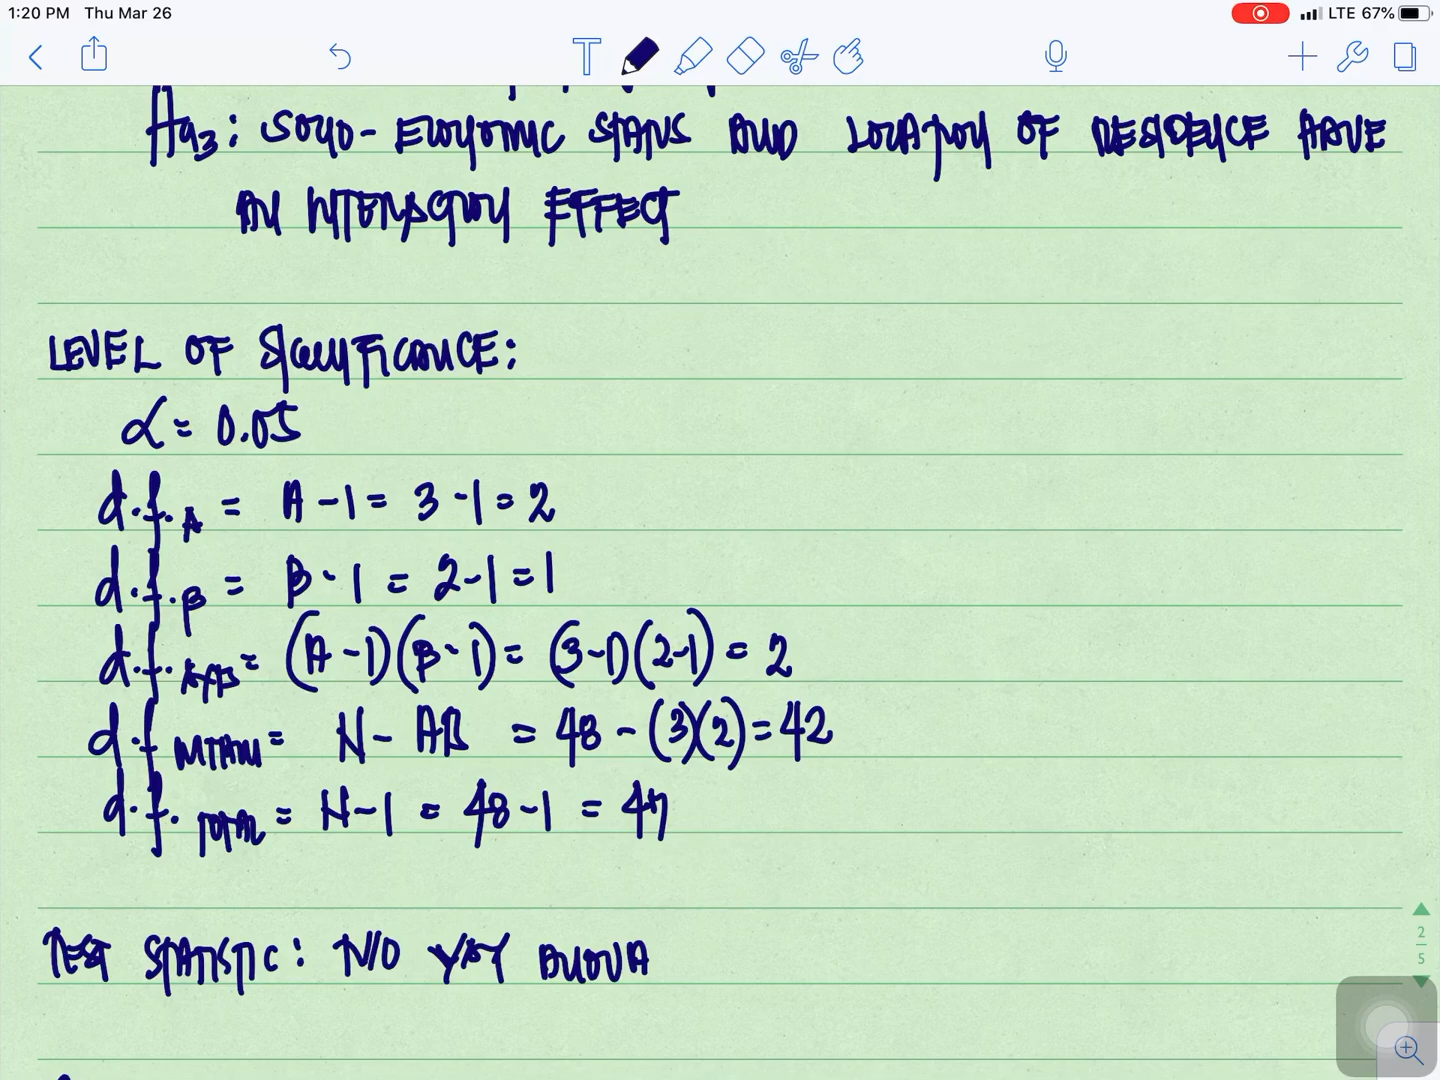 1:20 PM Thu Mar 26
LTE 67%
T
Ha3: SOCIO-ECONOMIC STATUS AND LOCATION OF RESIDENCE HAVE
AN INTERACTION EFFECT
LEVEL OF SIGNIFICANCE:
α = 0.05
d.f.A = A - 1 = 3 - 1 = 2
d.f.B = B - 1 = 2 - 1 = 1
d.f.AxB = (A - 1)(B - 1) = (3-1)(2-1) = 2
d.f WITHIN = N - AB = 48 - (3)(2) = 42
d.f. TOTAL = N - 1 = 48 - 1 = 47
TEST STATISTIC: TWO WAY ANOVA
2
5